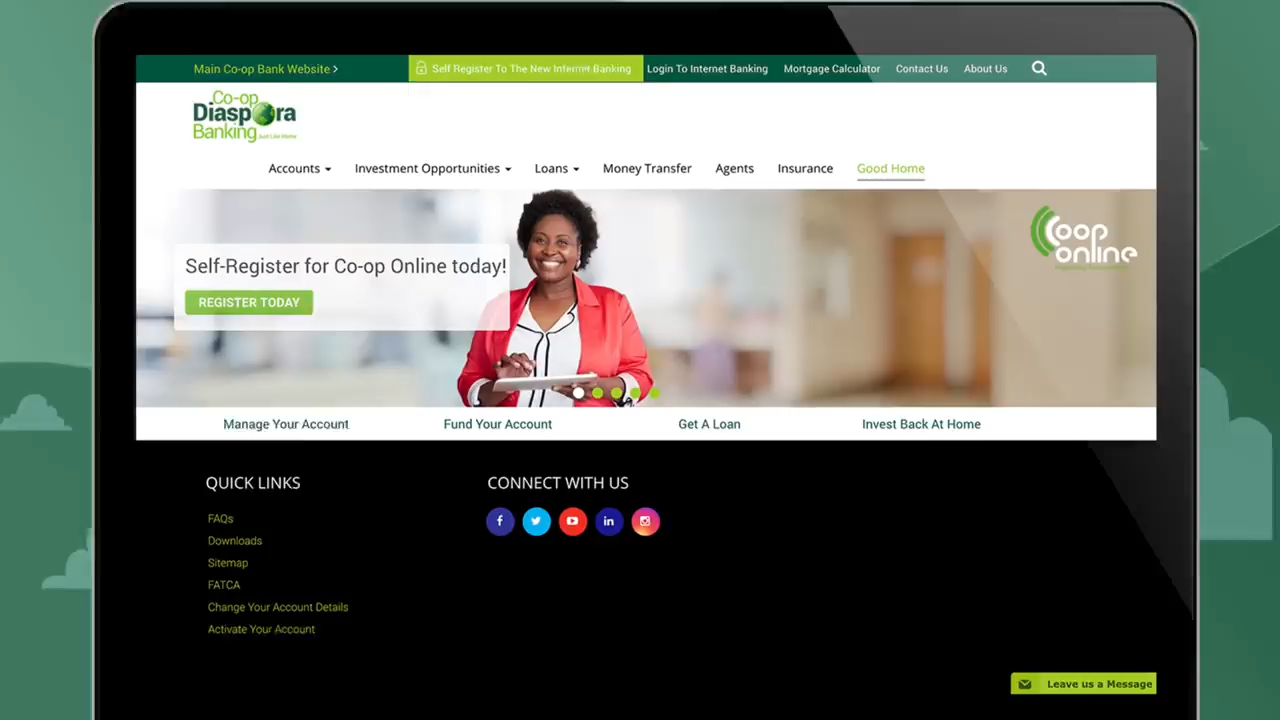 Main Co-op Bank Website >
Self Register To The New Internet Banking
Login To Internet Banking
Mortgage Calculator
Contact Us
About Us
Co-op
Diaspora
Banking Just Like Home
Accounts
Investment Opportunities
Loans
Money Transfer
Agents
Insurance
Good Home
Coop
online
Self-Register for Co-op Online today!
REGISTER TODAY
Manage Your Account
Fund Your Account
Get A Loan
Invest Back At Home
QUICK LINKS
FAQs
Downloads
Sitemap
FATCA
Change Your Account Details
Activate Your Account
CONNECT WITH US
Leave us a Message